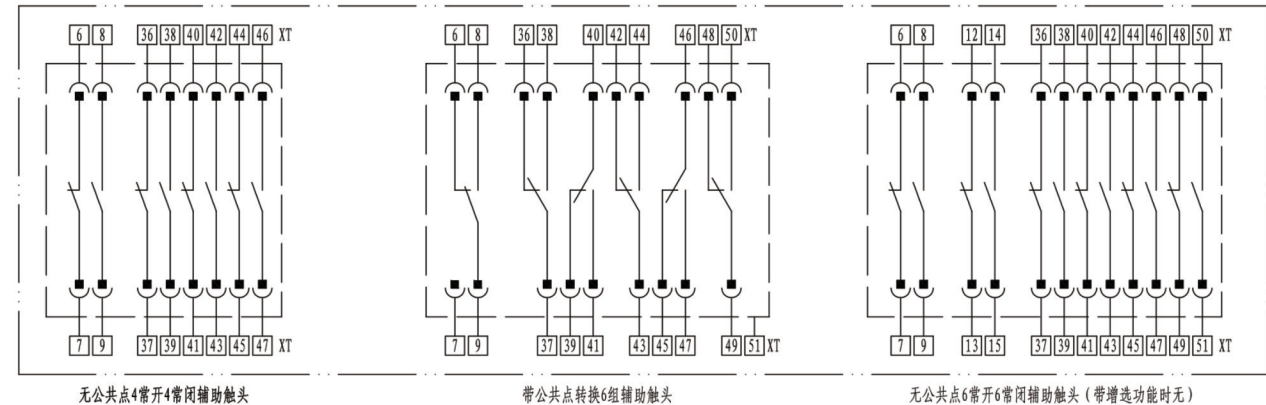 6 8 36 38 40 42 44 46 XT 6 8 36 38 40 42 44 46 48 50 XT 6 8 12 14 36 38 40 42 44 46 48 50 XT
7 9 37 39 41 43 45 47 XT 7 9 37 39 41 43 45 47 49 51 XT 7 9 13 15 37 39 41 43 45 47 49 51 XT
无公共点4常开4常闭辅助触头 带公共点转换6组辅助触头 无公共点6常开6常闭辅助触头（带增选功能时无）